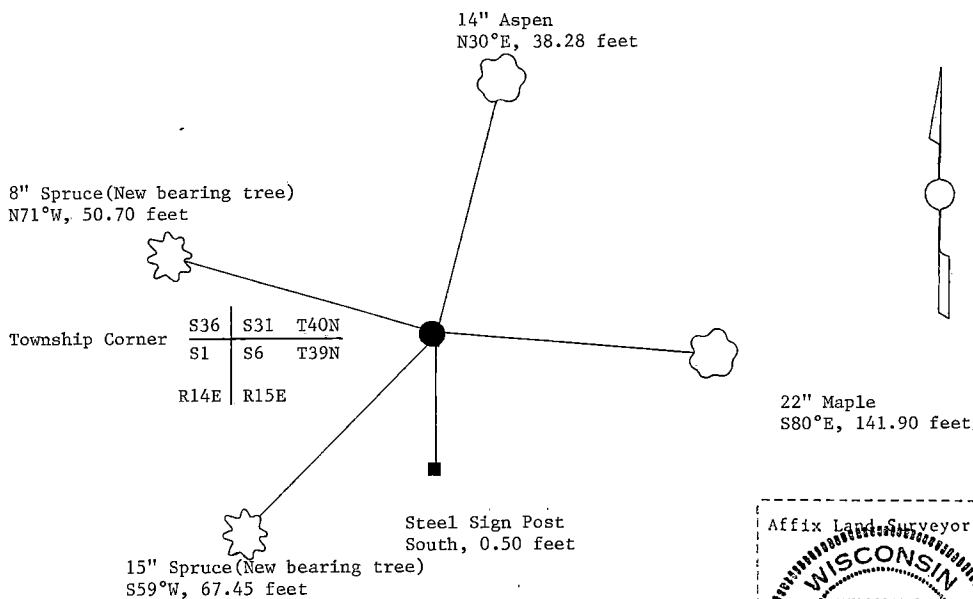 14" Aspen
N30°E, 38.28 feet
8" Spruce(New bearing tree)
N71°W, 50.70 feet
Township Corner
S36 S31 T40N
S1 S6 T39N
R14E R15E
22" Maple
S80°E, 141.90 feet
Steel Sign Post
South, 0.50 feet
15" Spruce(New bearing tree)
S59°W, 67.45 feet
Affix Land Surveyor
WISCONSIN